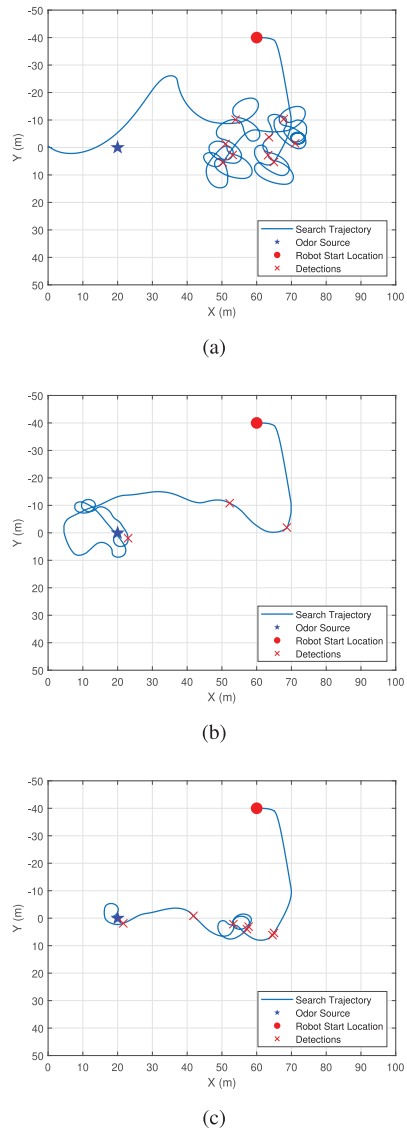 -50
-40
-30
-20
-10
0
10
20
30
40
50
Y (m)
0 10 20 30 40 50 60 70 80 90 100
X (m)
Search Trajectory
Odor Source
Robot Start Location
Detections
(a)
-50
-40
-30
-20
-10
0
10
20
30
40
50
Y (m)
0 10 20 30 40 50 60 70 80 90 100
X (m)
Search Trajectory
Odor Source
Robot Start Location
Detections
(b)
-50
-40
-30
-20
-10
0
10
20
30
40
50
Y (m)
0 10 20 30 40 50 60 70 80 90 100
X (m)
Search Trajectory
Odor Source
Robot Start Location
Detections
(c)